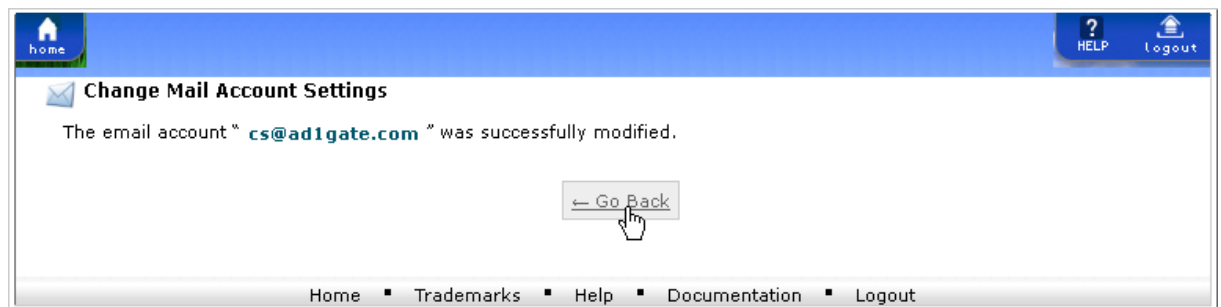 home
? HELP logout
Change Mail Account Settings
The email account " cs@ad1gate.com " was successfully modified.
← Go Back
Home ▪ Trademarks ▪ Help ▪ Documentation ▪ Logout